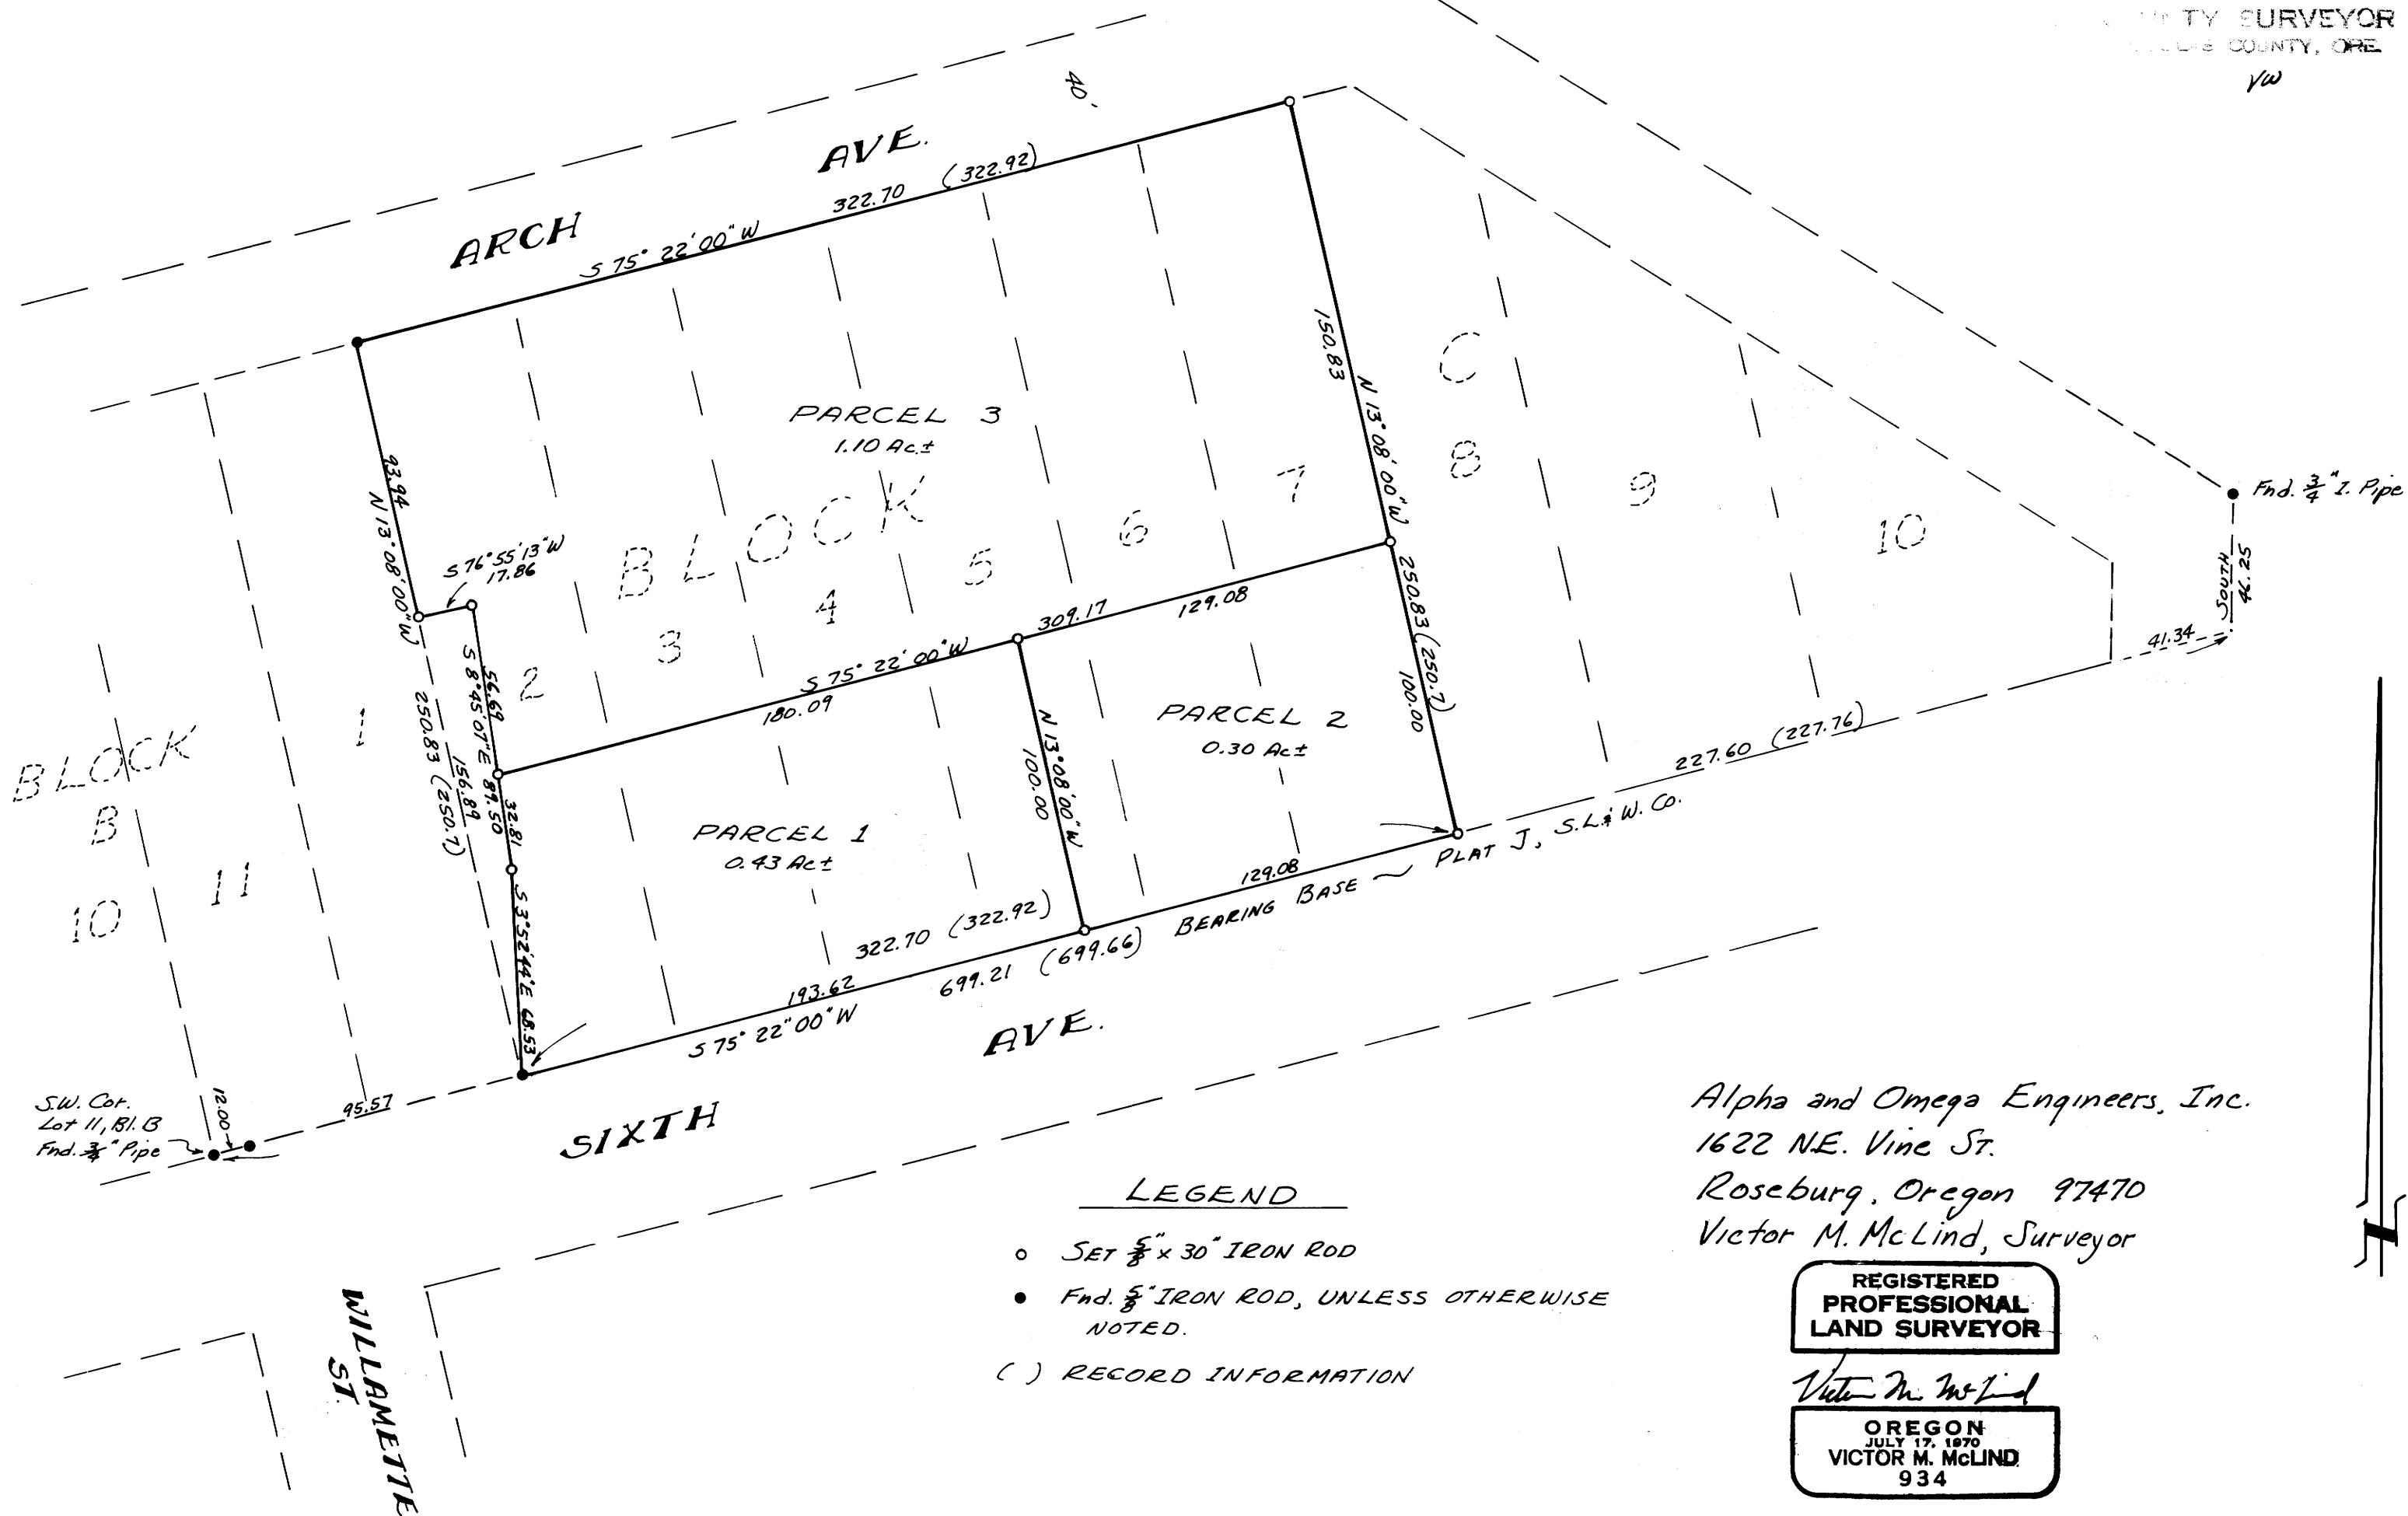 SURVEYOR
COUNTY, ORE.
VW
40'
ARCH AVE.
322.70 (322.92)
S 75° 22' 00" W
150.83
N 13° 08' 00" W
250.83 (250.7)
100.00
PARCEL 3
1.10 Ac.±
BLOCK C
1
2
3
4
5
6
7
8
9
10
93.94
N 13° 08' 00" W
S 76° 55' 13" W
17.86
56.69
S 8° 45' 07" E 89.50
32.81
156.89
250.83 (250.7)
S 3° 52' 44" E 68.53
309.17
129.08
S 75° 22' 00" W
180.09
N 13° 08' 00" W
100.00
PARCEL 2
0.30 Ac±
PARCEL 1
0.43 Ac±
BLOCK
B
10
11
Fnd. 3/4" I. Pipe
SOUTH
46.25
41.34
227.60 (227.76)
129.08
BEARING BASE ~ PLAT J, S.L. & W. Co.
322.70 (322.92)
193.62
699.21 (699.66)
S 75° 22" 00" W
SIXTH AVE.
95.57
12.00
S.W. Cor.
Lot 11, Bl. B
Fnd. 3/4" Pipe
WILLAMETTE
ST.
LEGEND
SET 5/8" x 30" IRON ROD
Fnd. 5/8" IRON ROD, UNLESS OTHERWISE
NOTED.
( ) RECORD INFORMATION
Alpha and Omega Engineers, Inc.
1622 N.E. Vine St.
Roseburg, Oregon 97470
Victor M. McLind, Surveyor
REGISTERED
PROFESSIONAL
LAND SURVEYOR
Victor M. McLind
OREGON
JULY 17, 1970
VICTOR M. McLIND
934
N